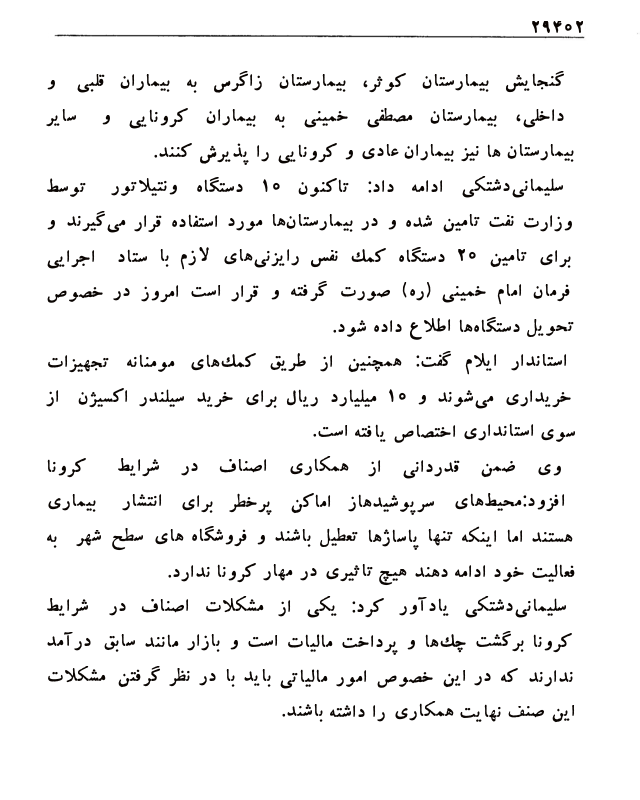 ۲۹۴۰۲
گنجایش بیمارستان کوثر، بیمارستان زاگرس به بیماران قلبی و
داخلی، بیمارستان مصطفی خمینی به بیماران کرونایی و سایر
بیمارستان ها نیز بیماران عادی و کرونایی را پذیرش کنند.
سلیمانی‌دشتکی ادامه داد: تاکنون ۱۰ دستگاه ونتیلاتور توسط
وزارت نفت تامین شده و در بیمارستان‌ها مورد استفاده قرار می‌گیرند و
برای تامین ۲۰ دستگاه کمك نفس رایزنی‌های لازم با ستاد اجرایی
فرمان امام خمینی (ره) صورت گرفته و قرار است امروز در خصوص
تحویل دستگاه‌ها اطلاع داده شود.
استاندار ایلام گفت: همچنین از طریق کمك‌های مومنانه تجهیزات
خریداری می‌شوند و ۱۰ میلیارد ریال برای خرید سیلندر اکسیژن از
سوی استانداری اختصاص یافته است.
وی ضمن قدردانی از همکاری اصناف در شرایط کرونا
افزود:محیط‌های سرپوشیدهاز اماکن پرخطر برای انتشار بیماری
هستند اما اینکه تنها پاساژها تعطیل باشند و فروشگاه های سطح شهر به
فعالیت خود ادامه دهند هیچ تاثیری در مهار کرونا ندارد.
سلیمانی‌دشتکی یادآور کرد: یکی از مشکلات اصناف در شرایط
کرونا برگشت چك‌ها و پرداخت مالیات است و بازار مانند سابق درآمد
ندارند که در این خصوص امور مالیاتی باید با در نظر گرفتن مشکلات
این صنف نهایت همکاری را داشته باشند.